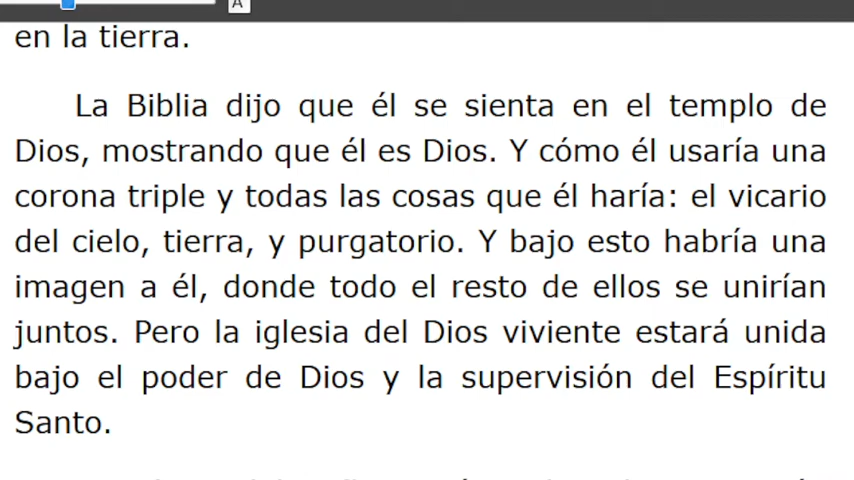 A
en la tierra.
La Biblia dijo que él se sienta en el templo de
Dios, mostrando que él es Dios. Y cómo él usaría una
corona triple y todas las cosas que él haría: el vicario
del cielo, tierra, y purgatorio. Y bajo esto habría una
imagen a él, donde todo el resto de ellos se unirían
juntos. Pero la iglesia del Dios viviente estará unida
bajo el poder de Dios y la supervisión del Espíritu
Santo.